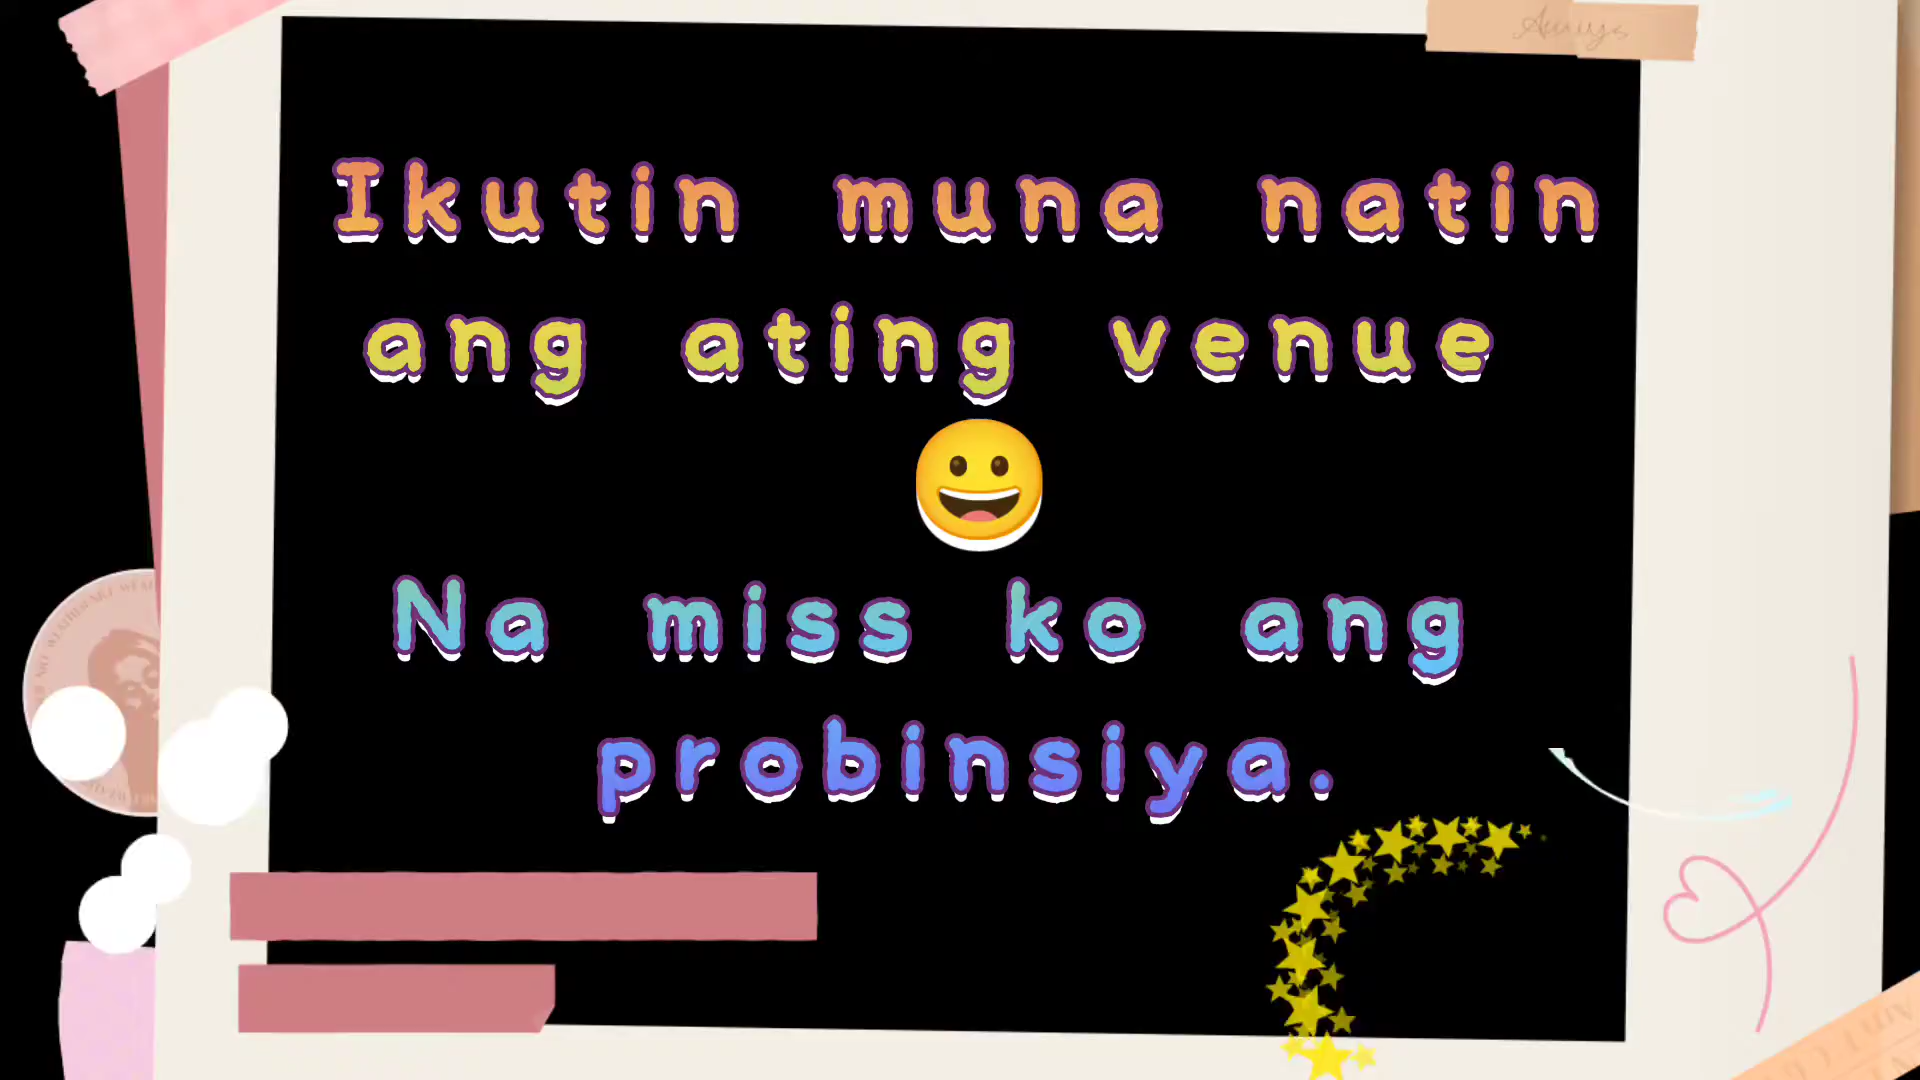 Ikutin muna natin
ang ating venue
😀
Na miss ko ang
probinsiya.